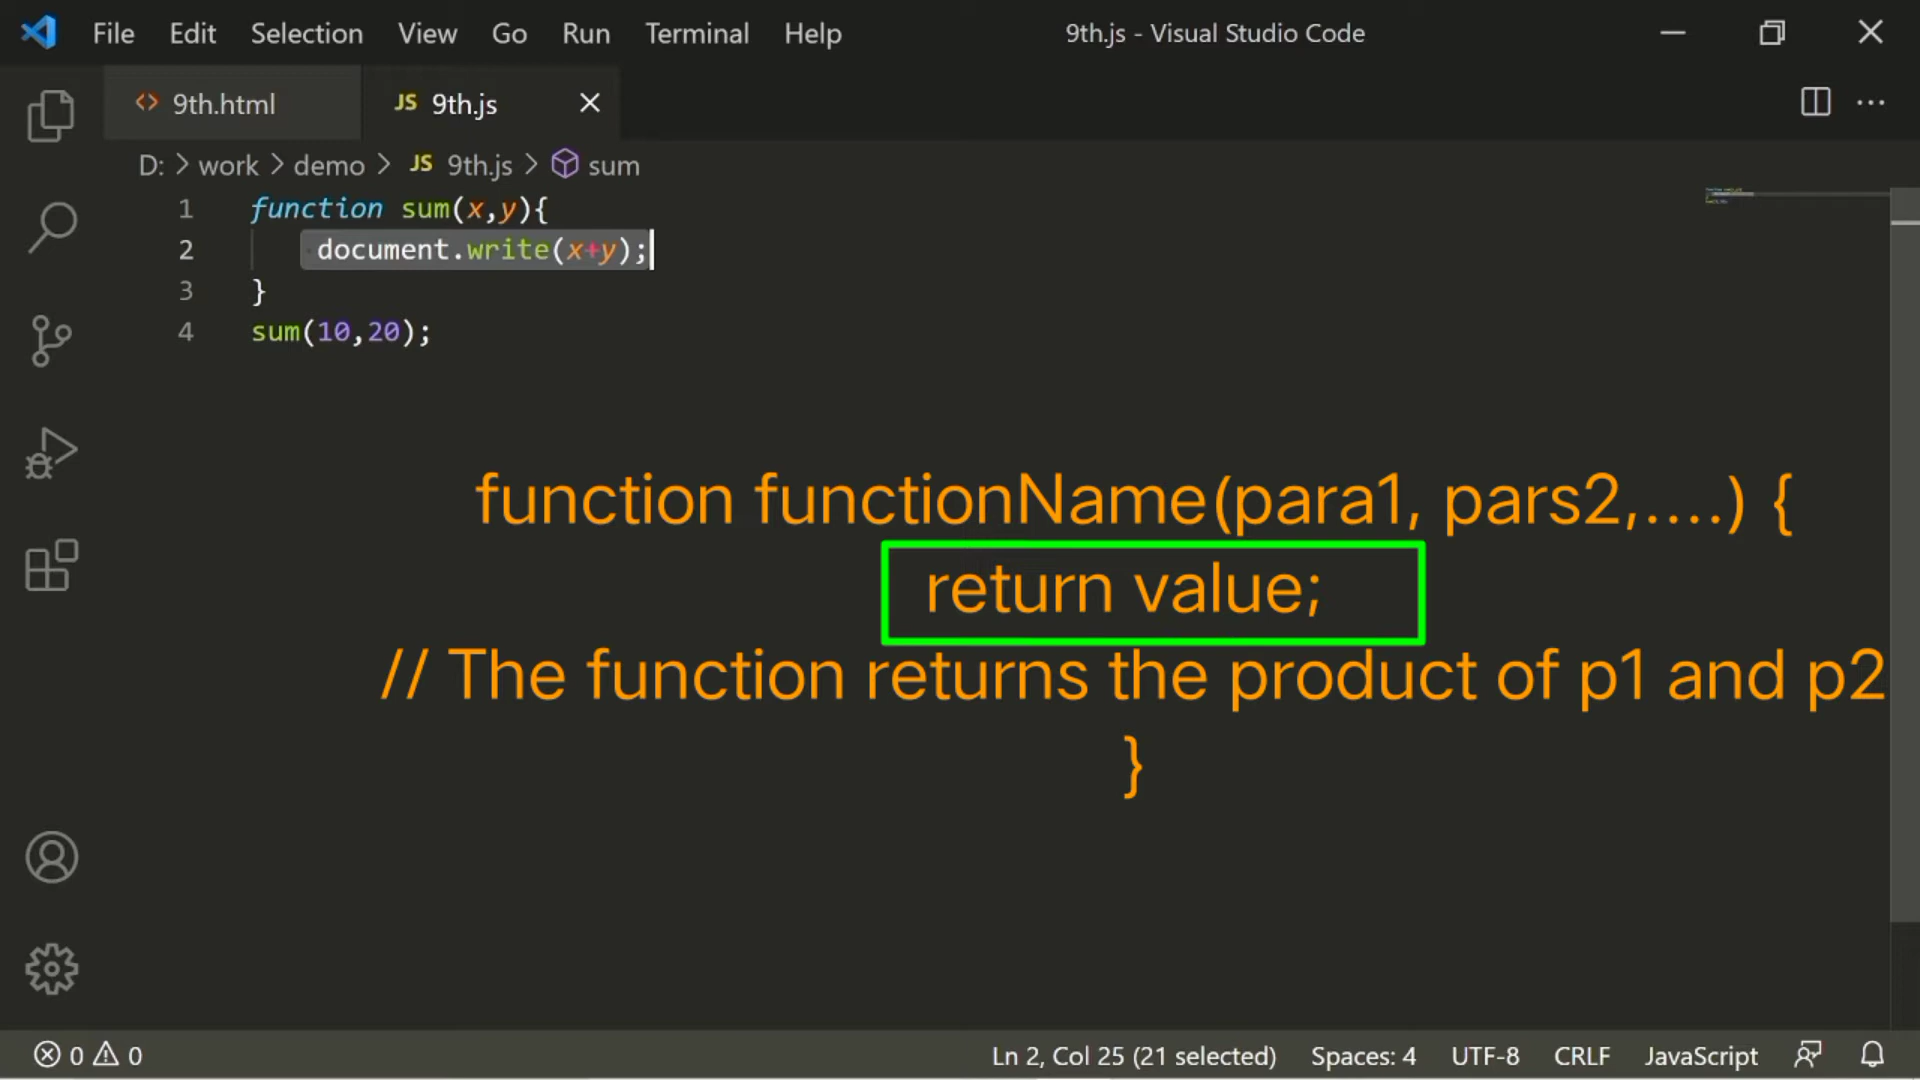 File Edit Selection View Go Run Terminal Help 9th.js - Visual Studio Code
<> 9th.html JS 9th.js
D: > work > demo > JS 9th.js > sum
1 function sum(x,y){
2 document.write(x+y);
3 }
4 sum(10,20);
function functionName(para1, pars2,....) {
return value;
// The function returns the product of p1 and p2
}
0 0 Ln 2, Col 25 (21 selected) Spaces: 4 UTF-8 CRLF JavaScript